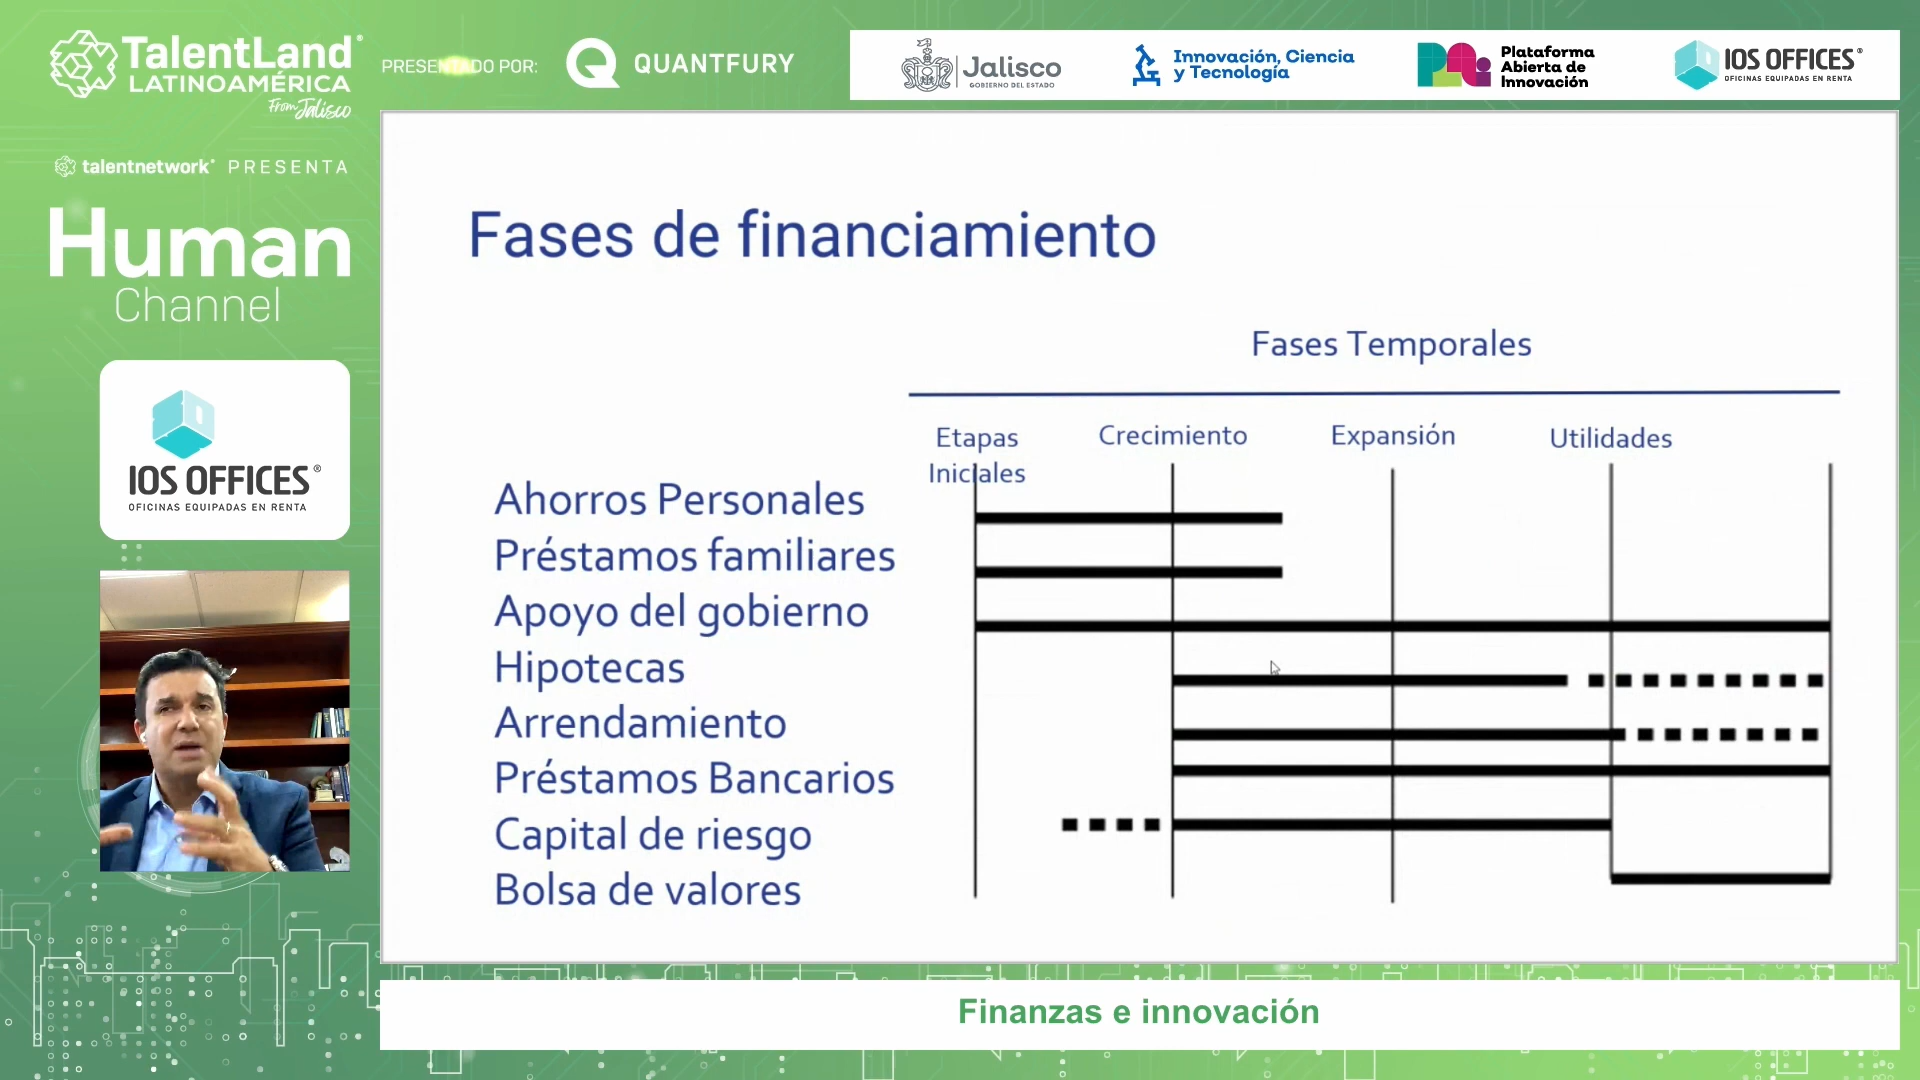 TalentLand®
LATINOAMÉRICA
From Jalisco
PRESENTADO POR:
QUANTFURY
Jalisco
GOBIERNO DEL ESTADO
Innovación, Ciencia
y Tecnología
Plataforma
Abierta de
Innovación
IOS OFFICES®
OFICINAS EQUIPADAS EN RENTA
talentnetwork® PRESENTA
Human
Channel
IOS OFFICES®
OFICINAS EQUIPADAS EN RENTA
Fases de financiamiento
Fases Temporales
Etapas
Iniciales
Crecimiento
Expansión
Utilidades
Ahorros Personales
Préstamos familiares
Apoyo del gobierno
Hipotecas
Arrendamiento
Préstamos Bancarios
Capital de riesgo
Bolsa de valores
Finanzas e innovación